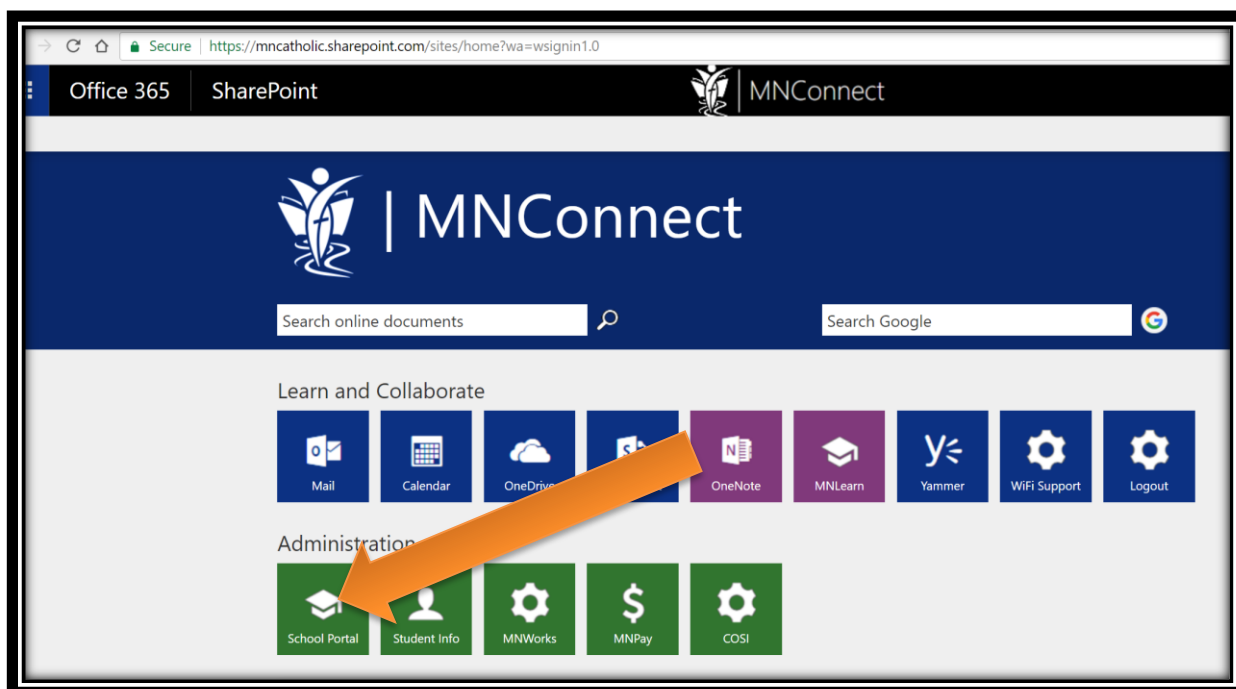 Secure | https://mncatholic.sharepoint.com/sites/home?wa=wsignin1.0
Office 365 SharePoint MNConnect
| MNConnect
Search online documents Search Google
Learn and Collaborate
Mail Calendar OneDrive OneNote MNLearn Yammer WiFi Support Logout
Administration
School Portal Student Info MNWorks MNPay COSI